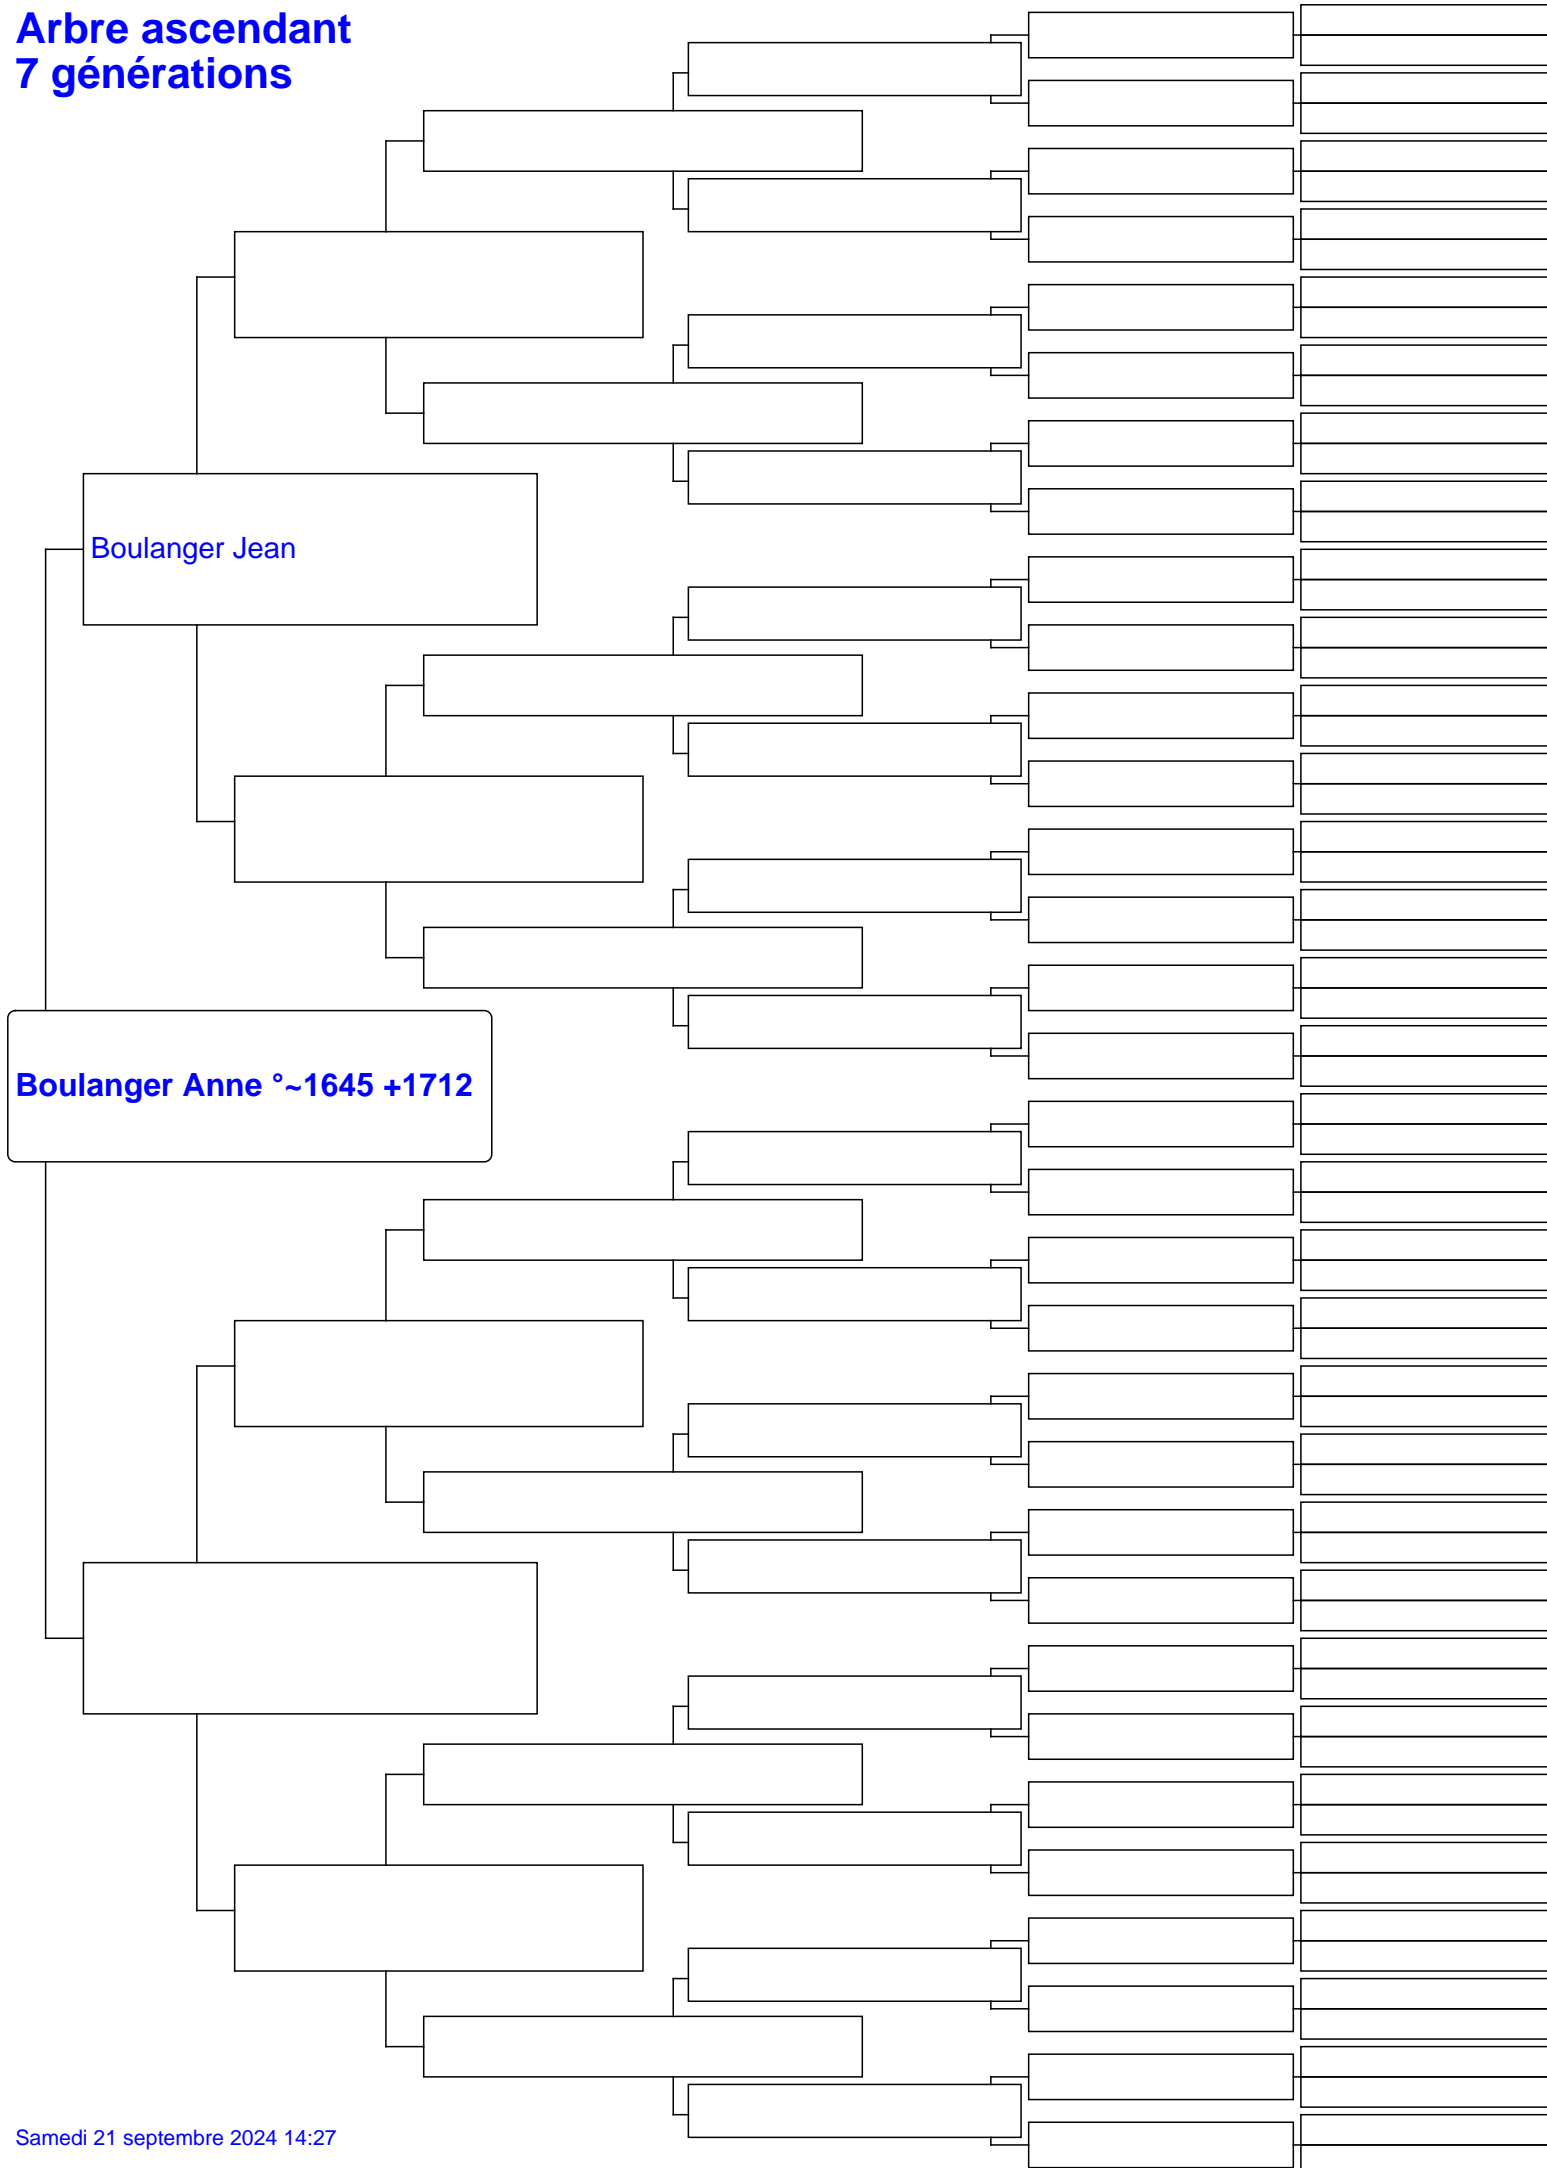 Arbre ascendant
7 générations
Boulanger Jean
Boulanger Anne °~1645 +1712
Samedi 21 septembre 2024 14:27